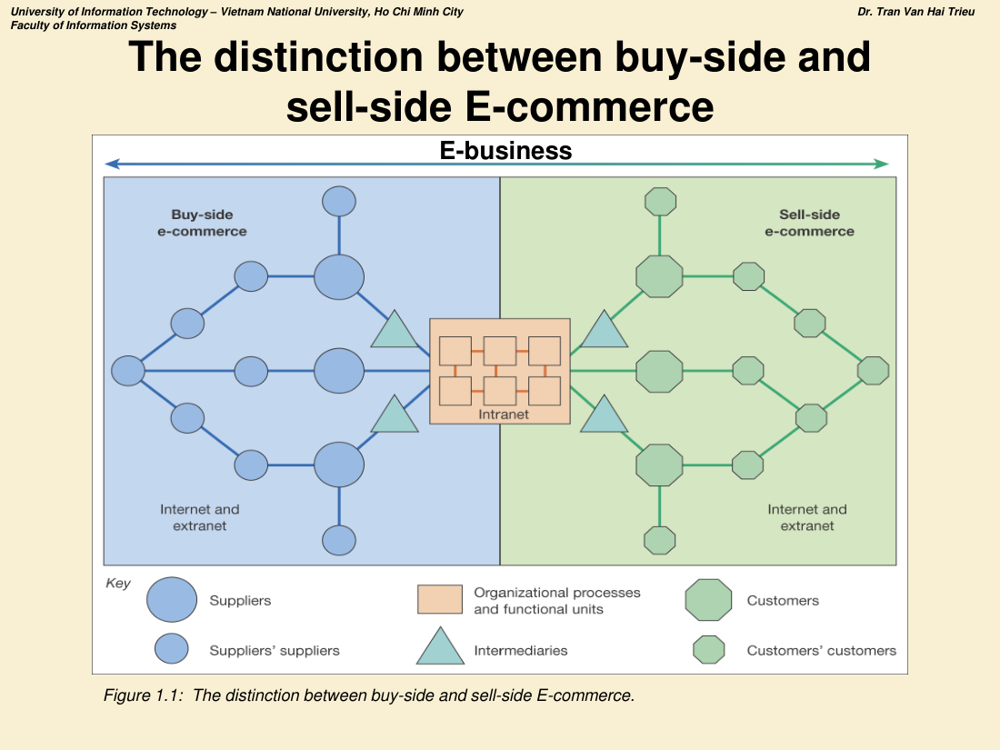 University of Information Technology – Vietnam National University, Ho Chi Minh City
Faculty of Information Systems
Dr. Tran Van Hai Trieu
The distinction between buy-side and
sell-side E-commerce
E-business
Buy-side
e-commerce
Sell-side
e-commerce
Intranet
Internet and
extranet
Internet and
extranet
Key
Suppliers
Organizational processes
and functional units
Customers
Suppliers’ suppliers
Intermediaries
Customers’ customers
Figure 1.1: The distinction between buy-side and sell-side E-commerce.